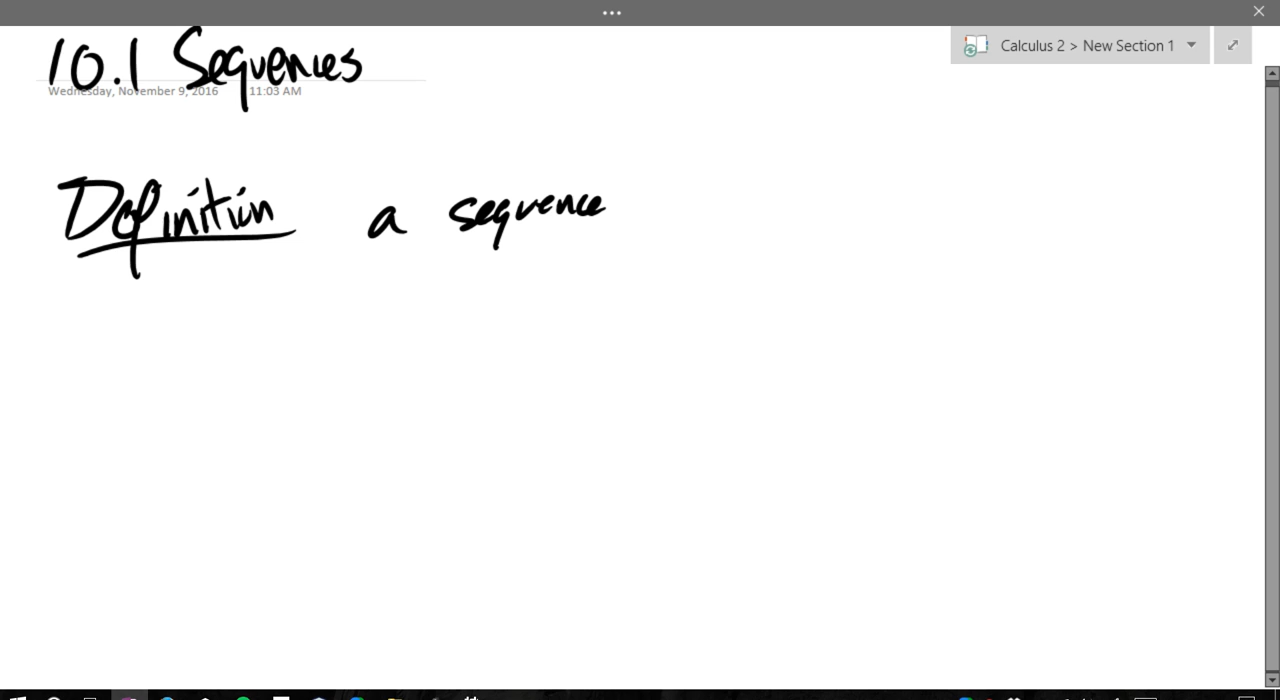 Calculus 2 > New Section 1
10.1 Sequences
Wednesday, November 9, 2016 11:03 AM
Definition a sequence